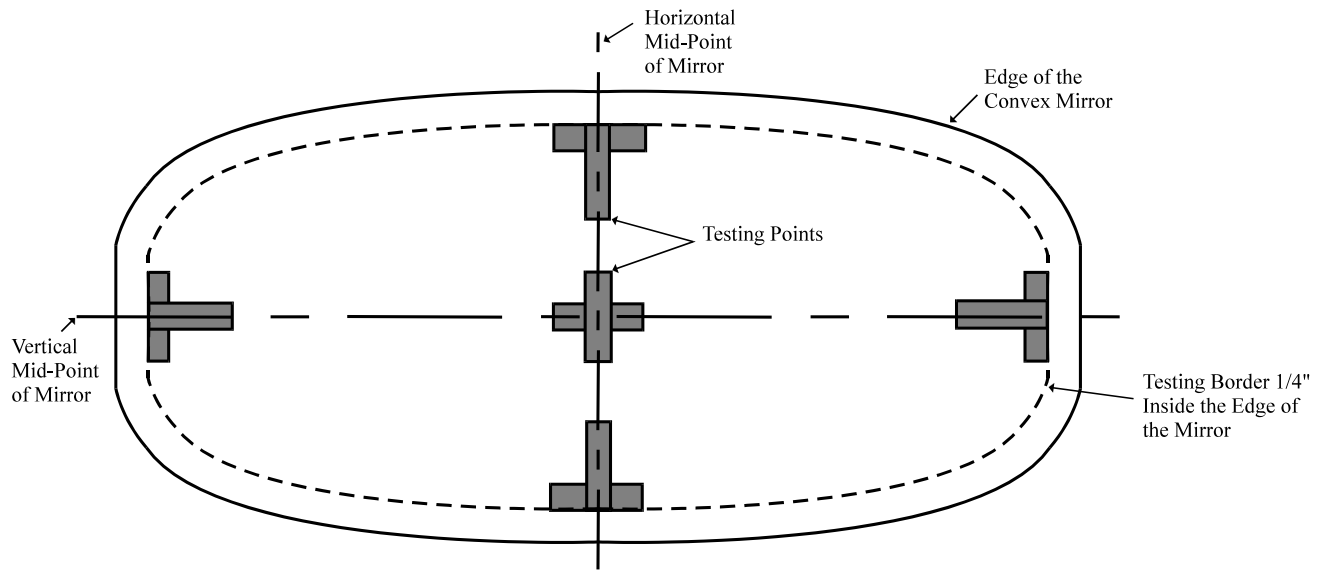 Horizontal
Mid-Point
of Mirror
Edge of the
Convex Mirror
Testing Points
Vertical
Mid-Point
of Mirror
Testing Border 1/4"
Inside the Edge of
the Mirror